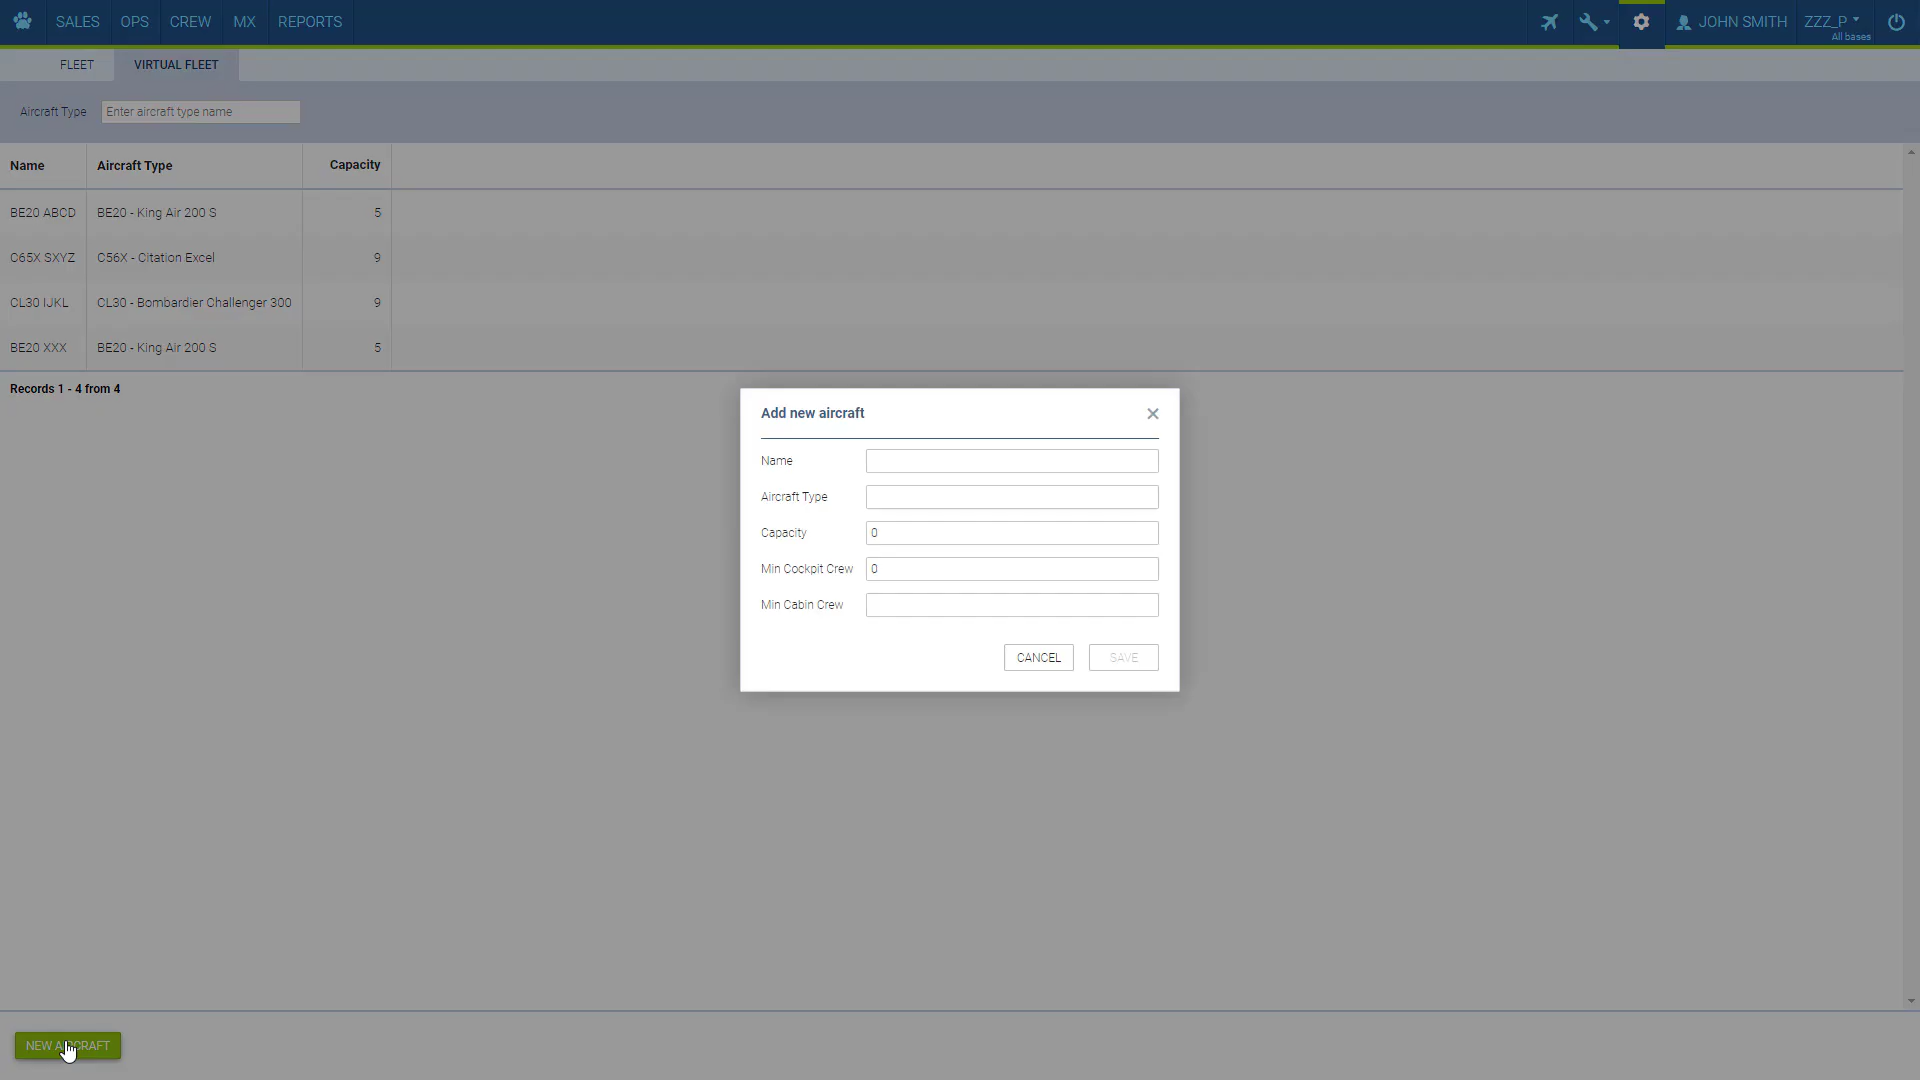 SALES OPS CREW MX REPORTS JOHN SMITH ZZZ_P
All bases
FLEET VIRTUAL FLEET
Aircraft Type Enter aircraft type name
Name Aircraft Type Capacity
BE20 ABCD BE20 - King Air 200 S 5
C65X SXYZ C56X - Citation Excel 9
CL30 IJKL CL30 - Bombardier Challenger 300 9
BE20 XXX BE20 - King Air 200 S 5
Records 1 - 4 from 4
Add new aircraft
Name
Aircraft Type
Capacity 0
Min Cockpit Crew 0
Min Cabin Crew
CANCEL SAVE
NEW AIRCRAFT